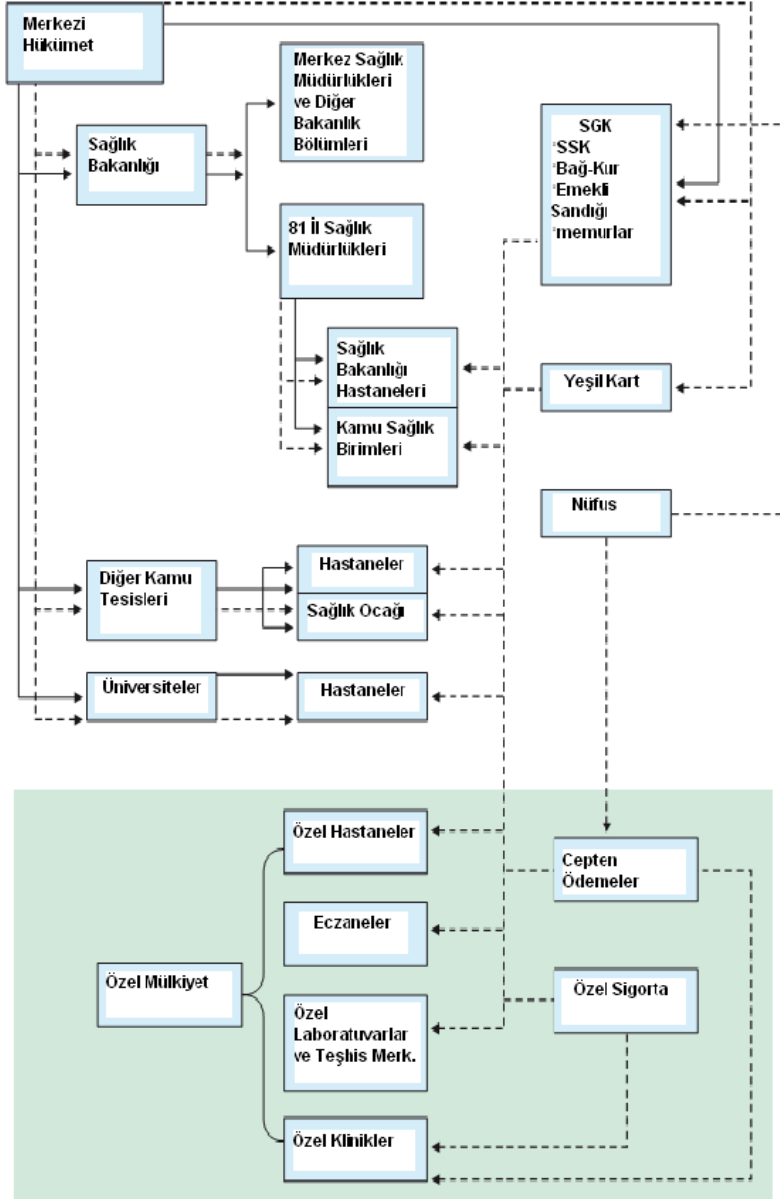 Merkezi
Hükümet
Merkez Sağlık
Müdürlükleri
ve Diğer
Bakanlık
Bölümleri
SGK
*SSK
*Bağ-Kur
*Emekli
Sandığı
*memurlar
Sağlık
Bakanlığı
81 İl Sağlık
Müdürlükleri
Sağlık
Bakanlığı
Hastaneleri
Kamu Sağlık
Birimleri
Yeşil Kart
Nüfus
Diğer Kamu
Tesisleri
Hastaneler
Sağlık Ocağı
Üniversiteler
Hastaneler
Özel Hastaneler
Cepten
Ödemeler
Eczaneler
Özel Mülkiyet
Özel Sigorta
Özel
Laboratuvarlar
ve Teşhis Merk.
Özel Klinikler